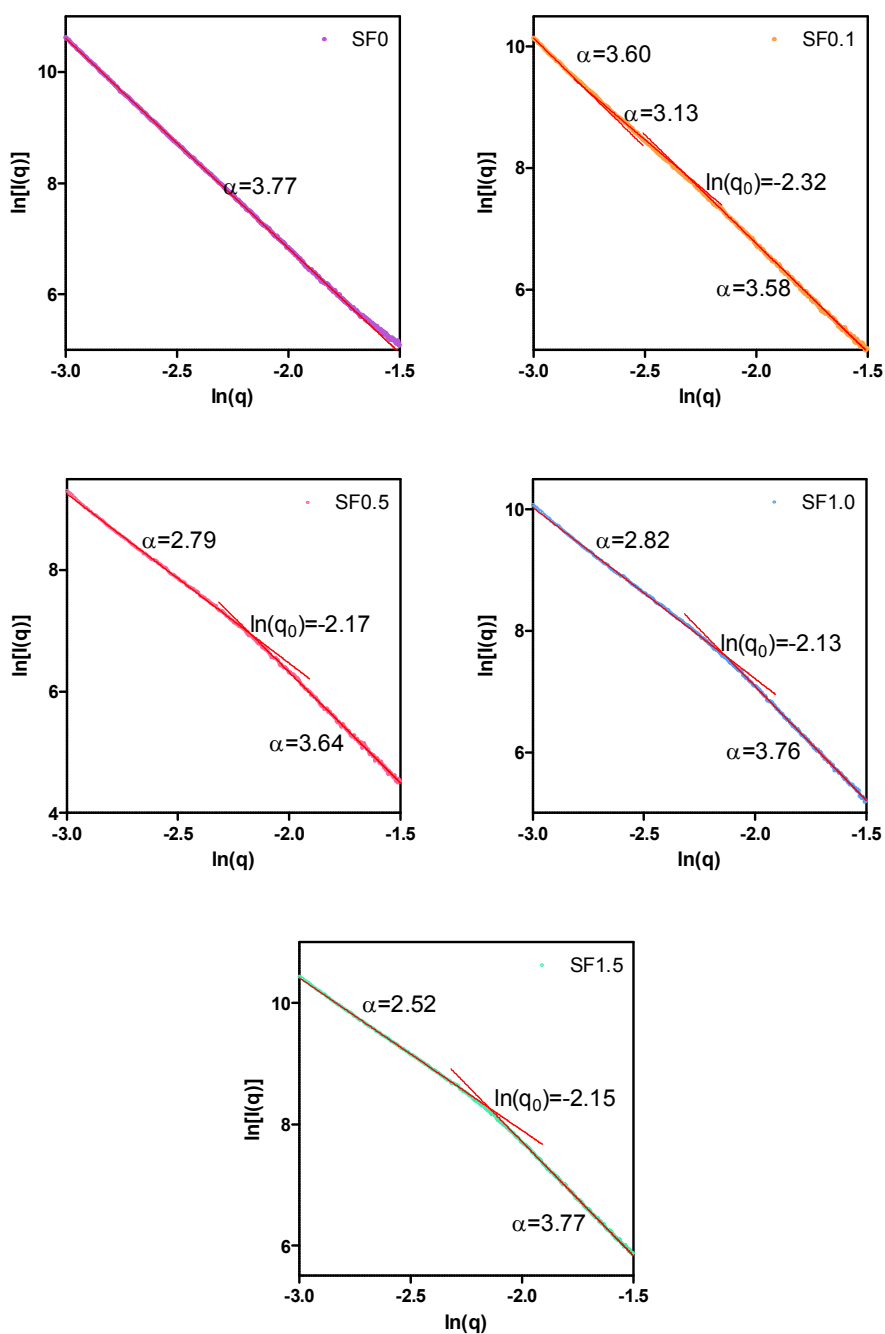 SF0
10
8
6
ln[I(q)]
α=3.77
-3.0 -2.5 -2.0 -1.5
ln(q)
SF0.1
10
8
6
ln[I(q)]
α=3.60
α=3.13
ln(q₀)=-2.32
α=3.58
-3.0 -2.5 -2.0 -1.5
ln(q)
SF0.5
8
6
4
ln[I(q)]
α=2.79
ln(q₀)=-2.17
α=3.64
-3.0 -2.5 -2.0 -1.5
ln(q)
SF1.0
10
8
6
ln[I(q)]
α=2.82
ln(q₀)=-2.13
α=3.76
-3.0 -2.5 -2.0 -1.5
ln(q)
SF1.5
10
8
6
ln[I(q)]
α=2.52
ln(q₀)=-2.15
α=3.77
-3.0 -2.5 -2.0 -1.5
ln(q)